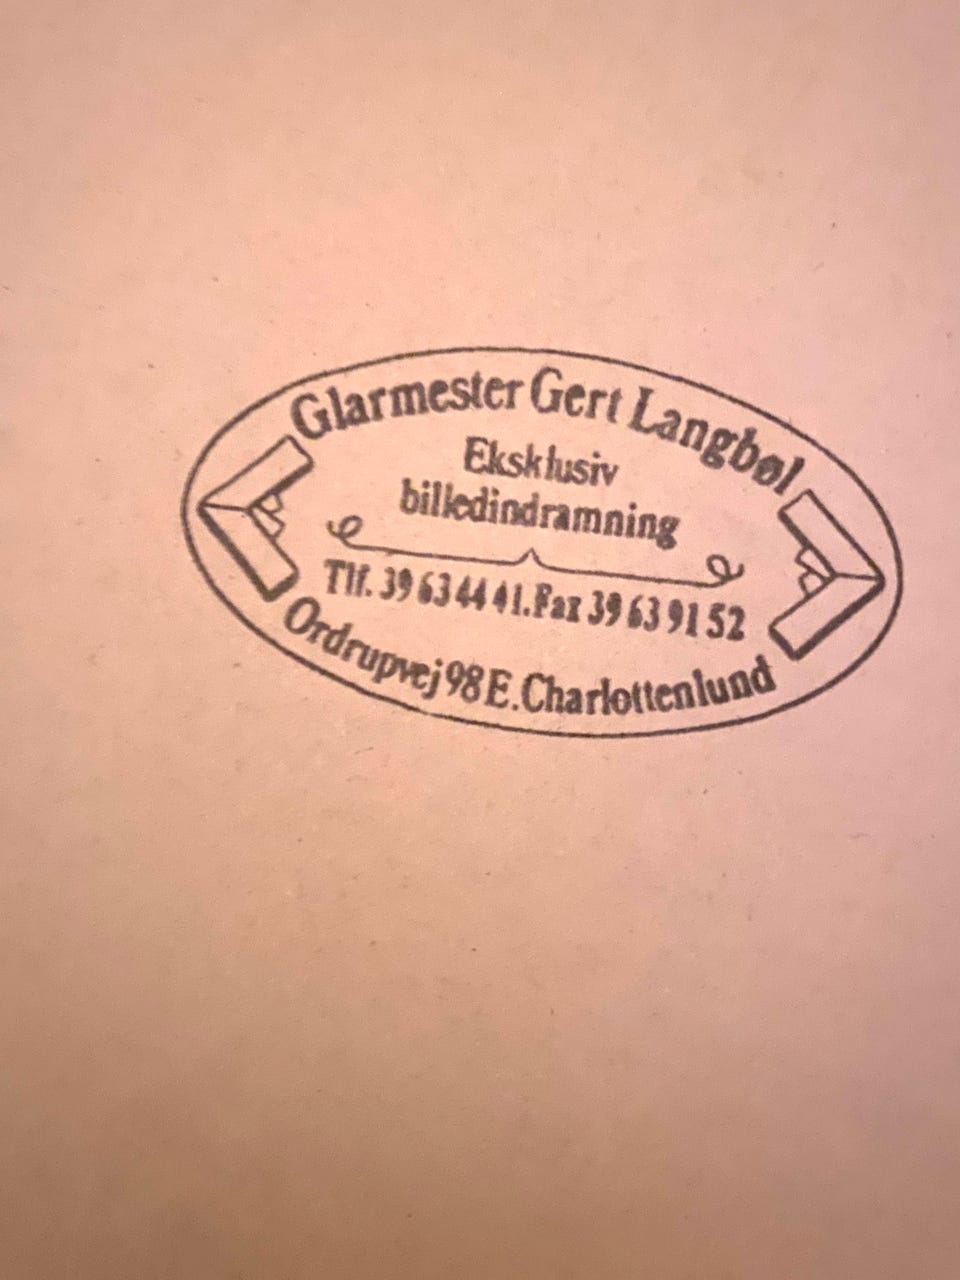 Glarmester Gert Langbøl
Eksklusiv
billedindramning
Tlf. 39 63 44 41. Fax 39 63 91 52
Ordrupvej 98 E. Charlottenlund